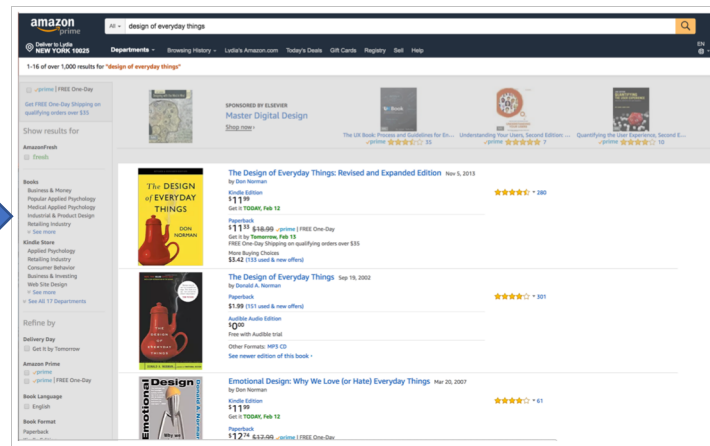 amazon
prime
All
design of everyday things
Deliver to Lydia
NEW YORK 10025
Departments
Browsing History
Lydia's Amazon.com
Today's Deals
Gift Cards
Registry
Sell
Help
EN
1-16 of over 1,000 results for "design of everyday things"
prime | FREE One-Day
Get FREE One-Day Shipping on
qualifying orders over $35
Show results for
AmazonFresh
Fresh
Books
Business & Money
Popular Applied Psychology
Medical Applied Psychology
Industrial & Product Design
Retailing Industry
See more
Kindle Store
Applied Psychology
Retailing Industry
Consumer Behavior
Business & Investing
Web Site Design
See more
See All 17 Departments
Refine by
Delivery Day
Get It by Tomorrow
Amazon Prime
prime
prime | FREE One-Day
Book Language
English
Book Format
Paperback
SPONSORED BY ELSEVIER
Master Digital Design
Shop now ›
The UX Book: Process and Guidelines for En...
prime 35
Understanding Your Users, Second Edition: ...
prime 7
Quantifying the User Experience, Second E...
prime 10
The DESIGN
of EVERYDAY
THINGS
DON
NORMAN
The Design of Everyday Things: Revised and Expanded Edition Nov 5, 2013
by Don Norman
Kindle Edition
$11 99
Get it TODAY, Feb 12
280
Paperback
$11 33 $18.99 prime | FREE One-Day
Get it by Tomorrow, Feb 13
FREE One-Day Shipping on qualifying orders over $35
More Buying Choices
$3.42 (133 used & new offers)
THE
DESIGN
OF EVERYDAY
THINGS
DONALD A. NORMAN
The Design of Everyday Things Sep 19, 2002
by Donald A. Norman
Paperback
$1.99 (151 used & new offers)
301
Audible Audio Edition
$0 00
Free with Audible trial
Other Formats: MP3 CD
See newer edition of this book ›
Emotional Design
Donald A. Norman
Why we
Emotional Design: Why We Love (or Hate) Everyday Things Mar 20, 2007
by Don Norman
Kindle Edition
$11 99
Get it TODAY, Feb 12
61
Paperback
$12 74 $17.99 prime | FREE One-Day